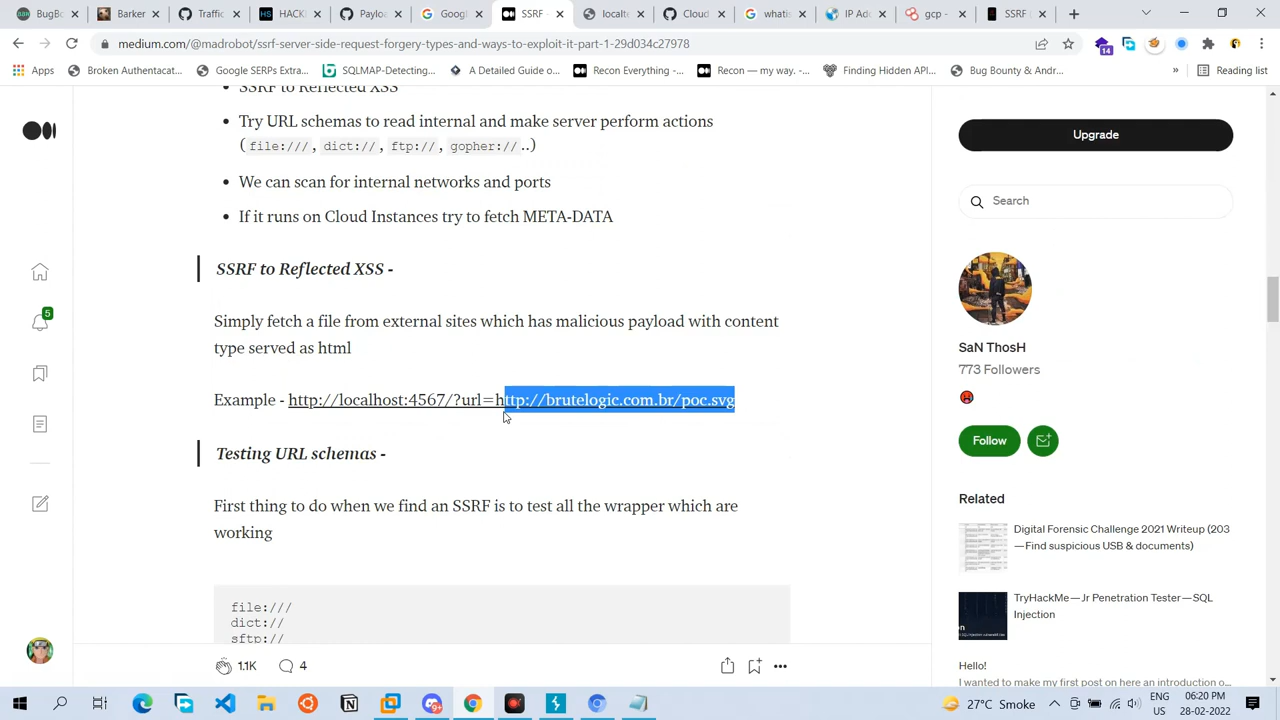 BugBo
Barker
Traffic
HACK
Paylo
Googl
SSRF
localte
Cloud
whatis
IP Ad
gcp
SSRF
medium.com/@madrobot/ssrf-server-side-request-forgery-types-and-ways-to-exploit-it-part-1-29d034c27978
14
Apps
Broken Authentacat...
Google SERPs Extra...
SQLMAP-Detecting...
A Detailed Guide o...
Recon Everything -...
Recon — my way. -...
Finding Hidden API...
Bug Bounty & Andr...
»
Reading list
SSRF to Reflected XSS
Try URL schemas to read internal and make server perform actions
(file:///, dict://, ftp://, gopher://..)
We can scan for internal networks and ports
If it runs on Cloud Instances try to fetch META-DATA
SSRF to Reflected XSS -
Simply fetch a file from external sites which has malicious payload with content
type served as html
Example - http://localhost:4567/?url=http://brutelogic.com.br/poc.svg
Testing URL schemas -
First thing to do when we find an SSRF is to test all the wrapper which are
working
file:///
dict://
sftp://
1.1K
4
5
Upgrade
Search
SaN ThosH
773 Followers
Follow
Related
Digital Forensic Challenge 2021 Writeup (203
— Find suspicious USB & documents)
TryHackMe — Jr Penetration Tester — SQL
Injection
Hello!
I wanted to make my first post on here an introduction o...
27°C Smoke
ENG
IN
06:20 PM
28-02-2022